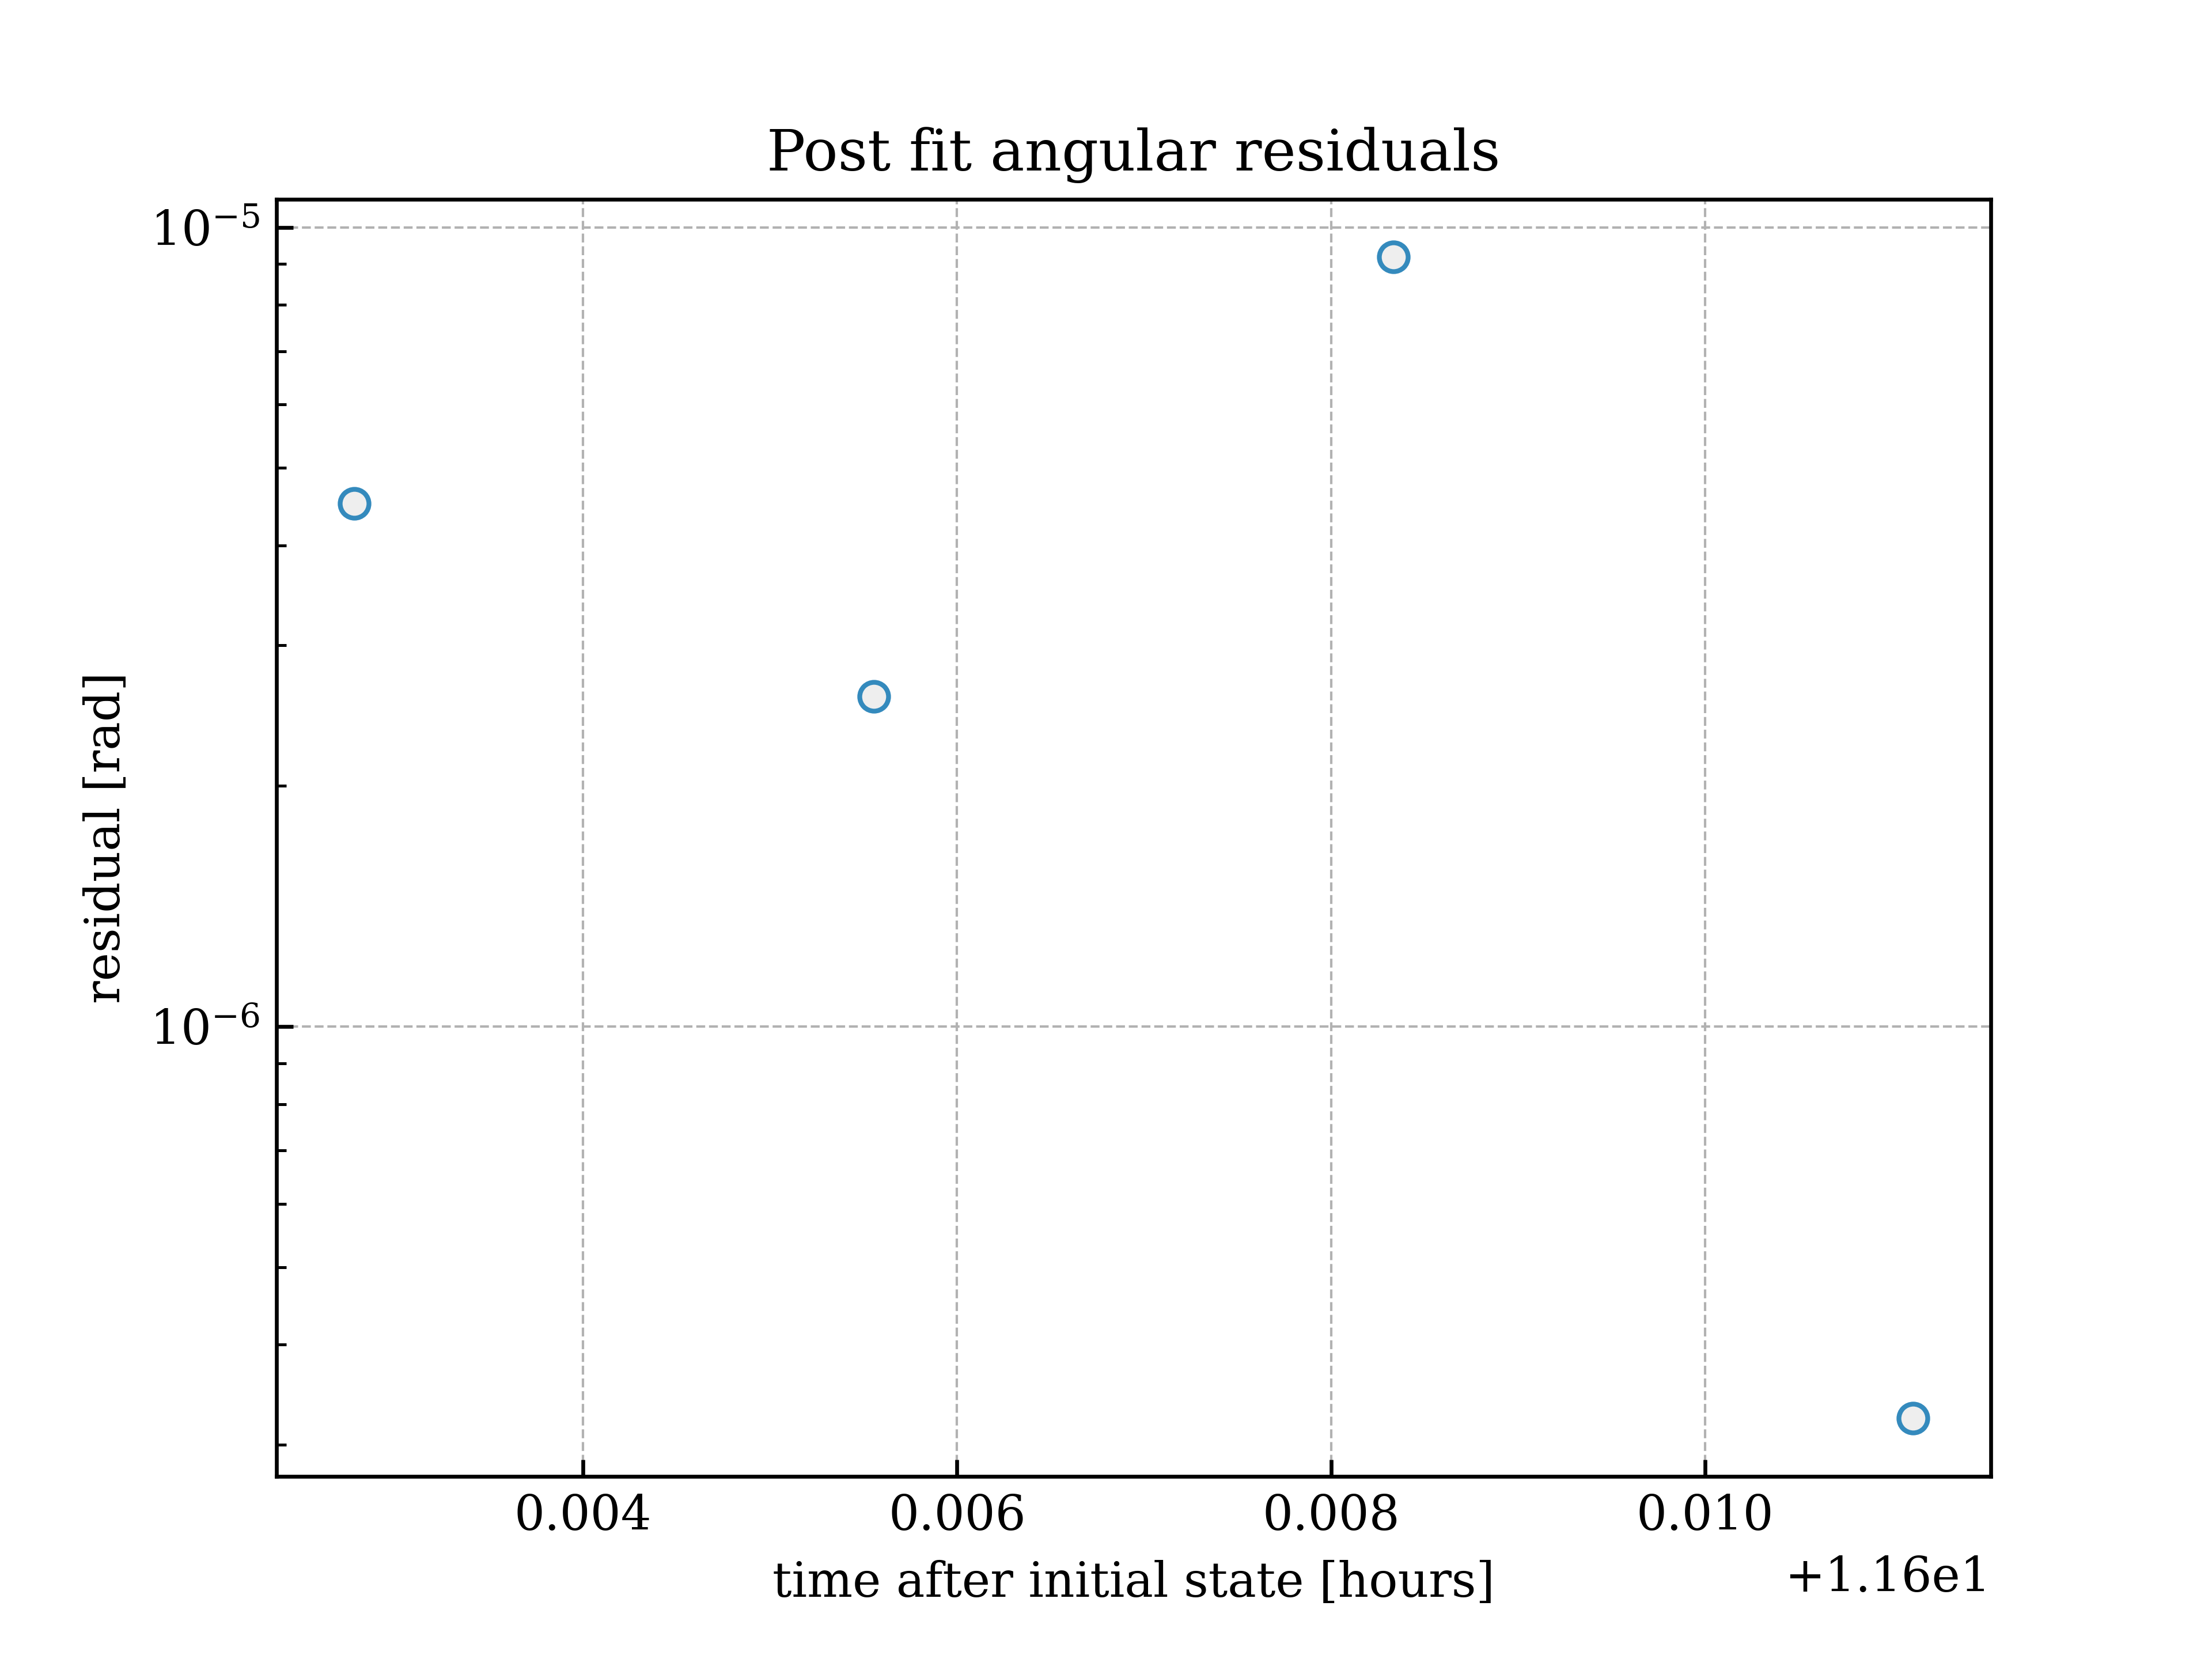 Post fit angular residuals
10⁻⁵
residual [rad]
10⁻⁶
0.004 0.006 0.008 0.010
time after initial state [hours]
+1.16e1